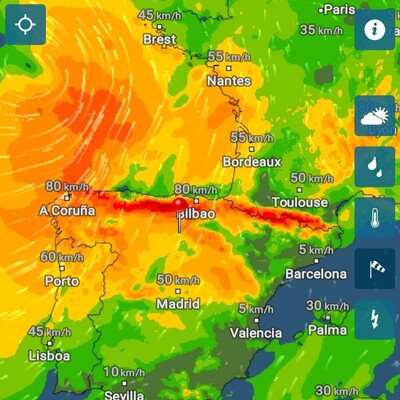 Paris
45 km/h
Brest
35 km/h
55 km/h
Nantes
55 km/h
Bordeaux
50 km/h
Toulouse
80 km/h
A Coruña
80 km/h
Bilbao
60 km/h
Porto
5 km/h
Barcelona
50 km/h
Madrid
5 km/h
Valencia
30 km/h
Palma
45 km/h
Lisboa
10 km/h
Sevilla
30 km/h